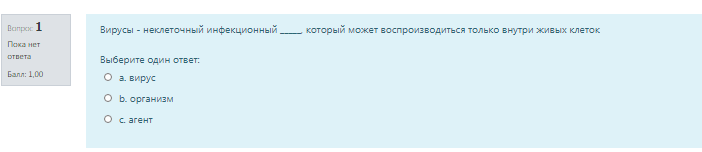 Вопрос 1
Пока нет
ответа
Балл: 1,00
Вирусы - неклеточный инфекционный _____, который может воспроизводиться только внутри живых клеток
Выберите один ответ:
a. вирус
b. организм
c. агент